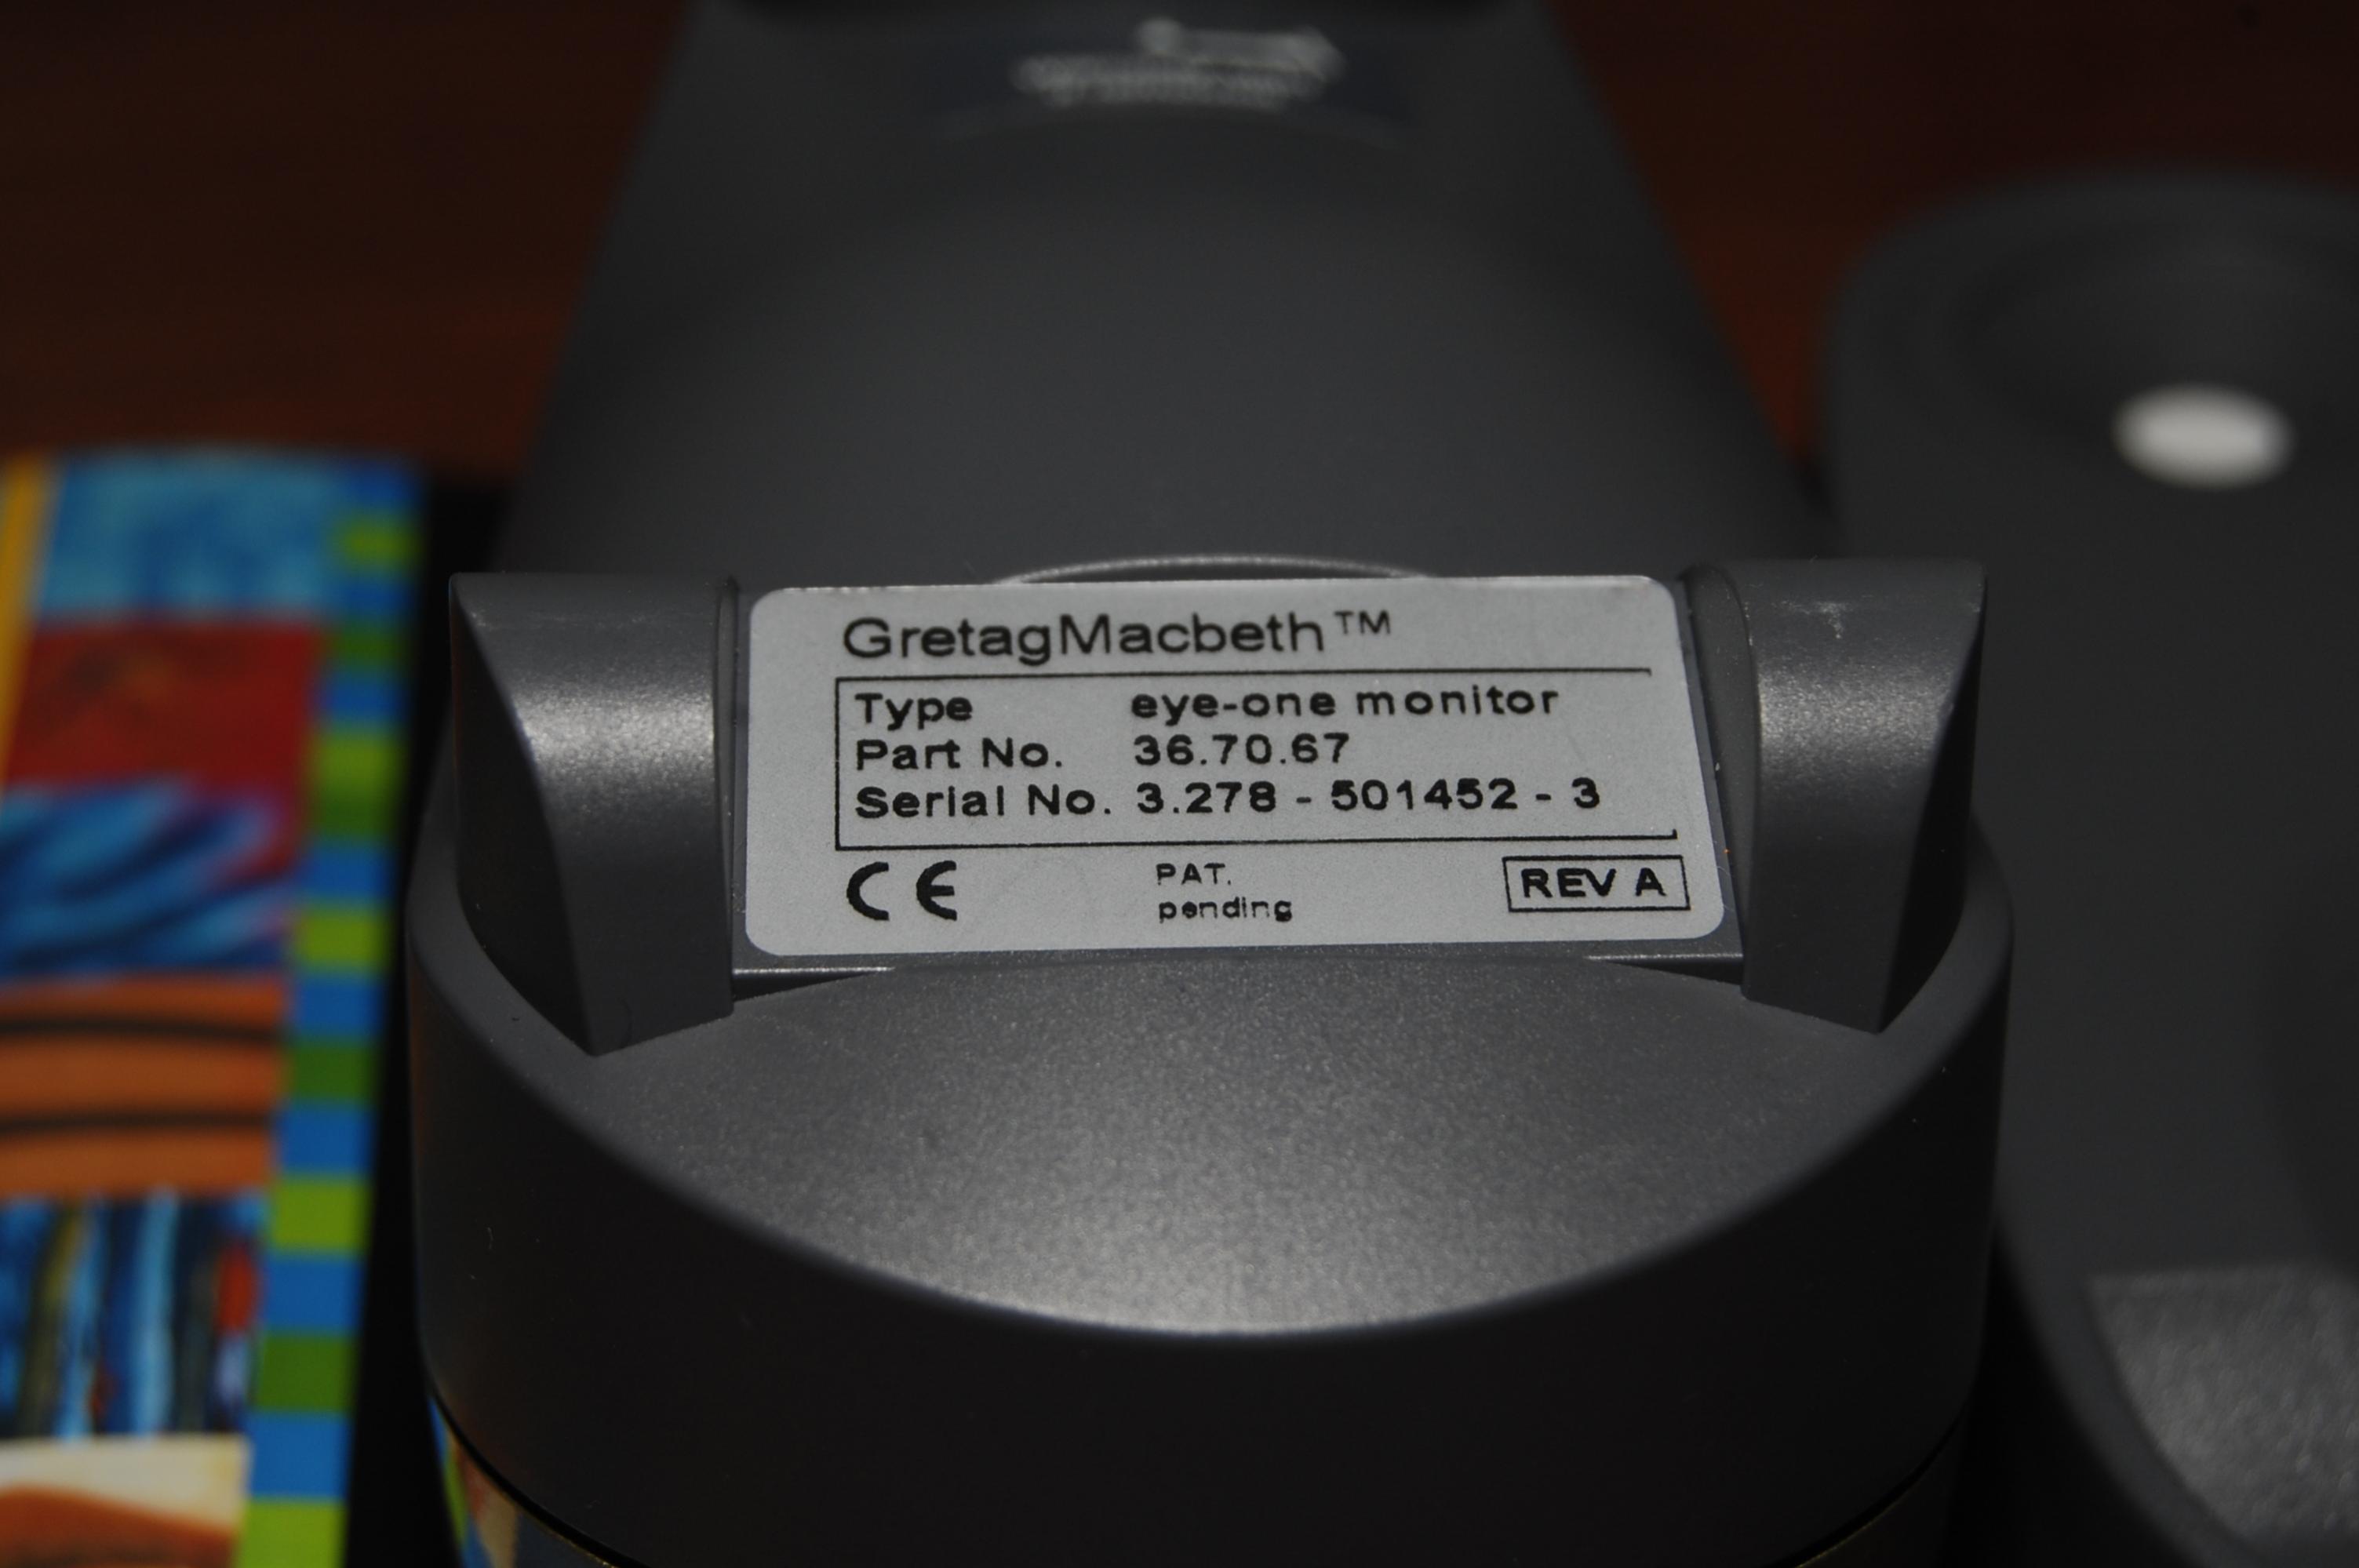 GretagMacbeth™
Type eye-one monitor
Part No. 36.70.67
Serial No. 3.278 - 501452 - 3
CE PAT. pending REV A